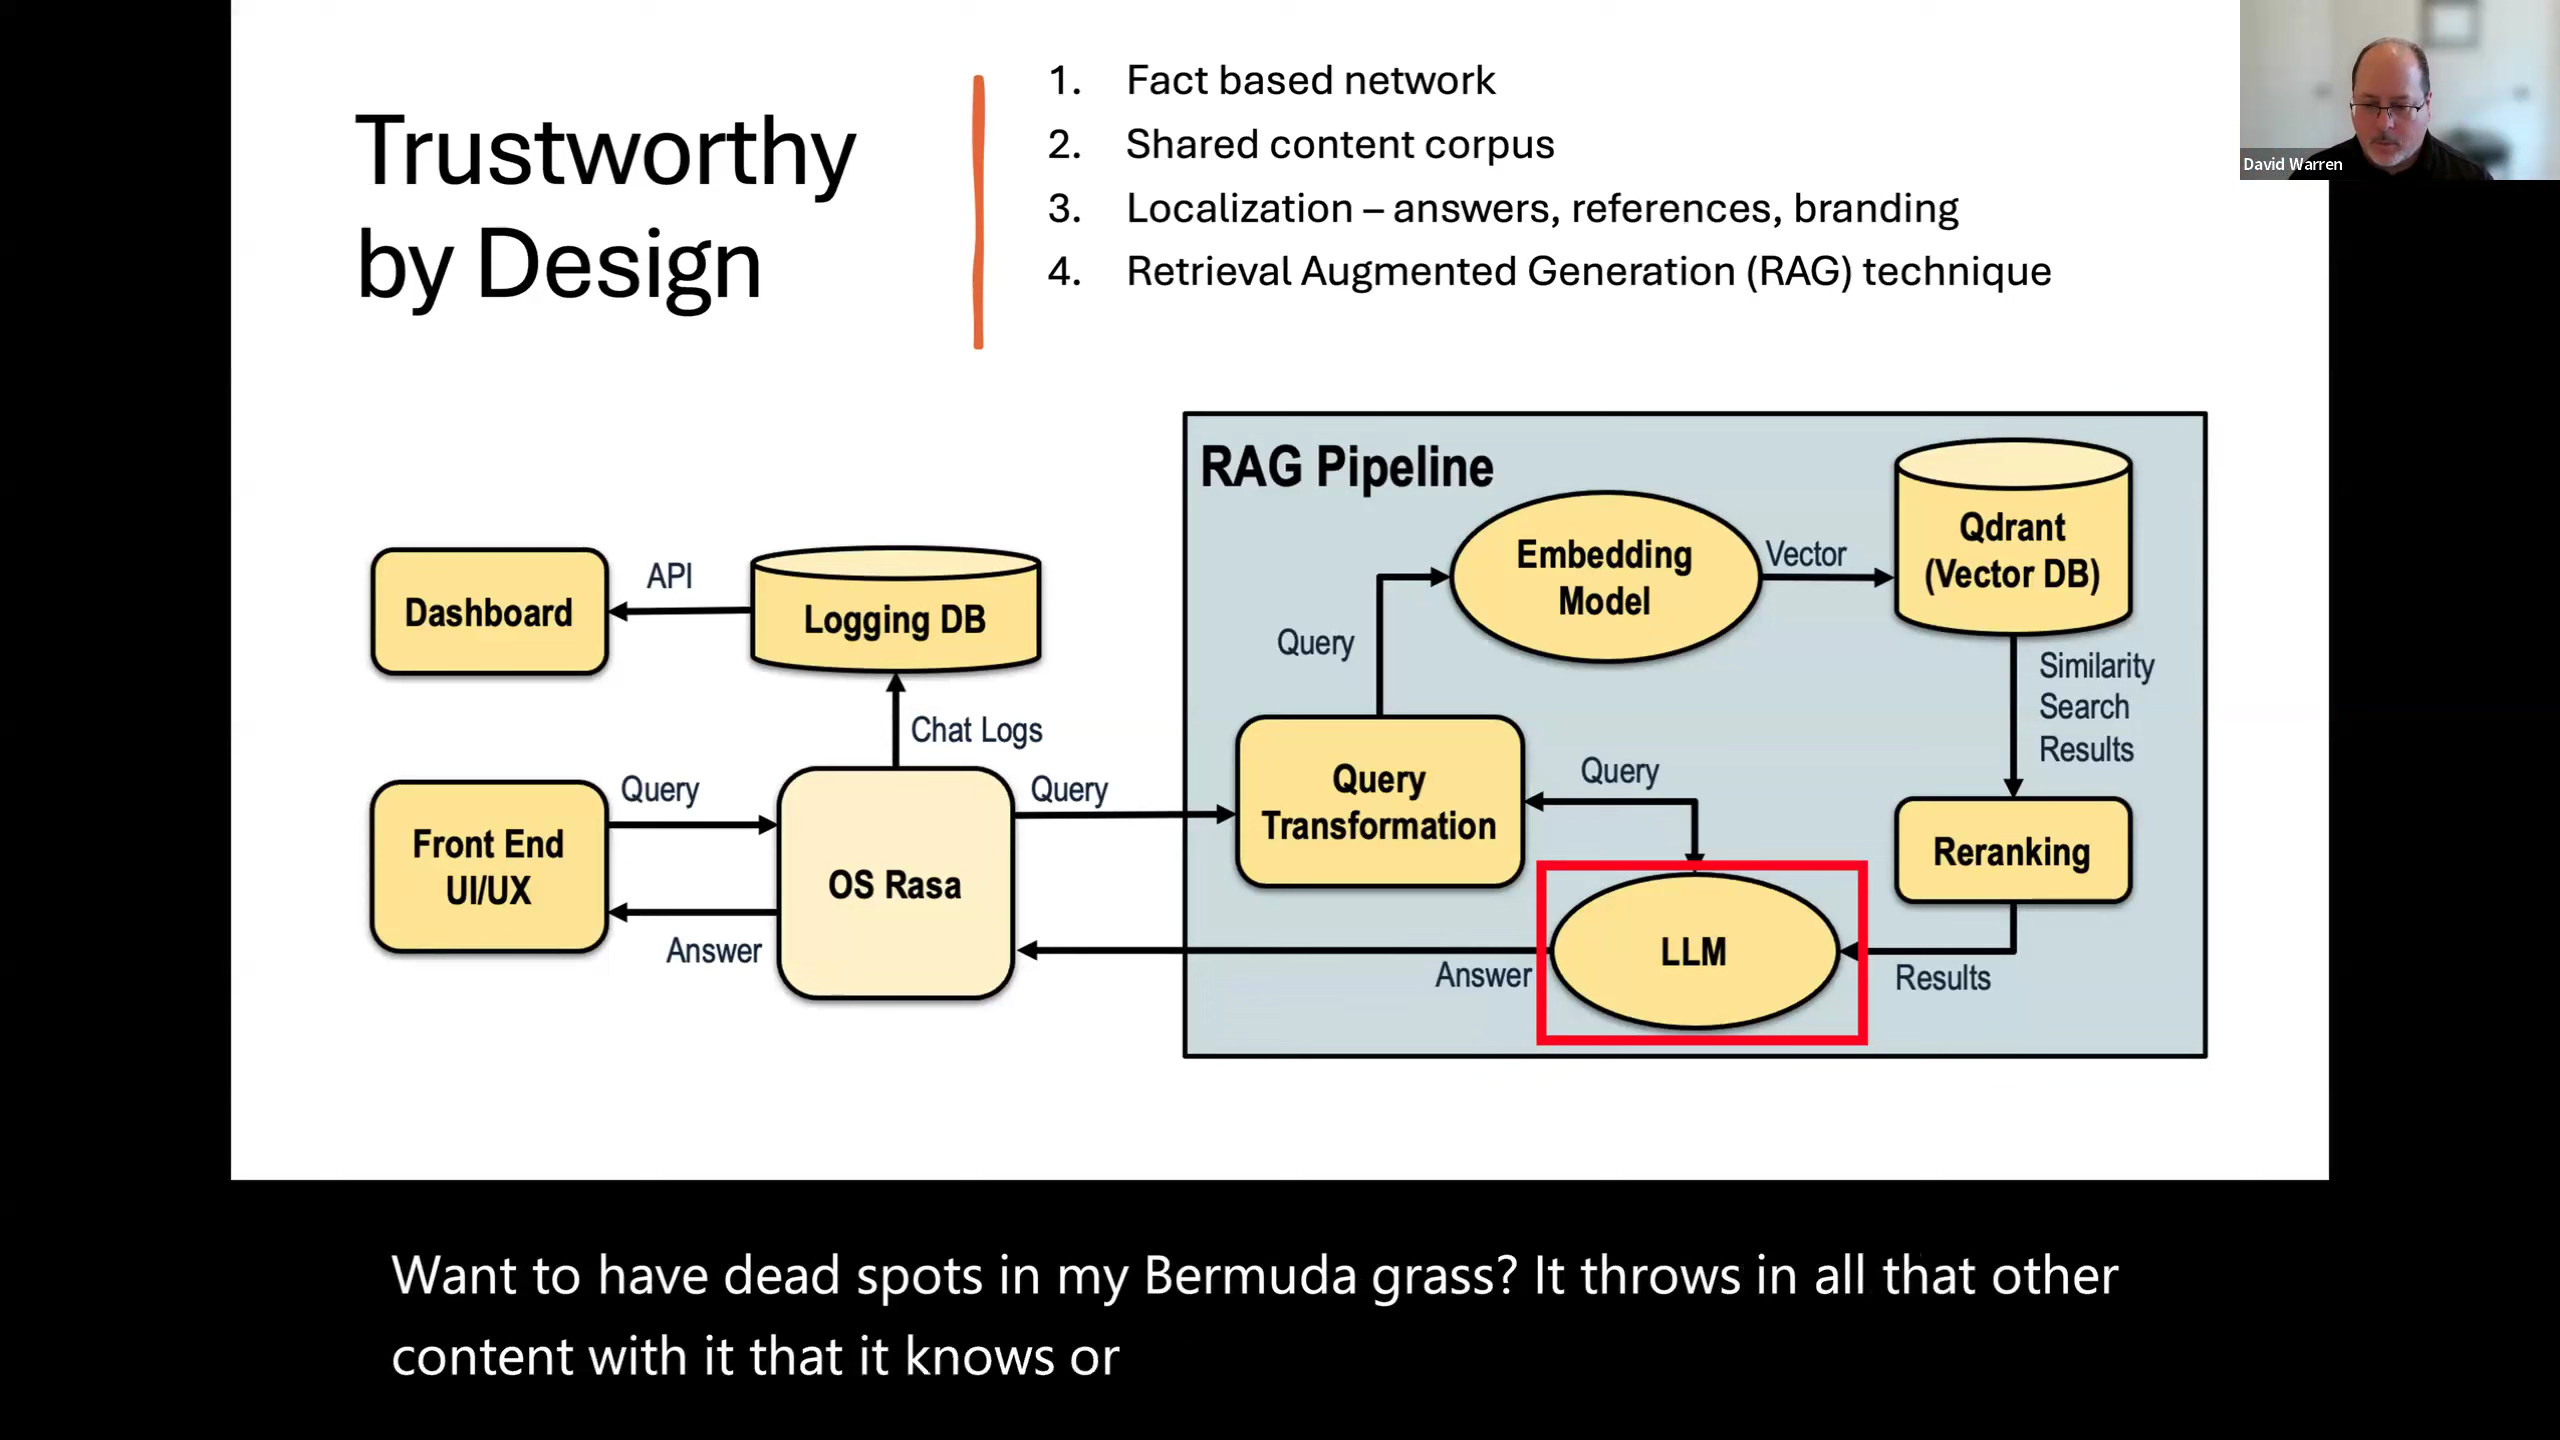 Trustworthy
by Design
1. Fact based network
2. Shared content corpus
3. Localization – answers, references, branding
4. Retrieval Augmented Generation (RAG) technique
David Warren
RAG Pipeline
Dashboard
API
Logging DB
Chat Logs
Front End
UI/UX
Query
Answer
OS Rasa
Query
Query
Transformation
Query
Embedding
Model
Vector
Qdrant
(Vector DB)
Similarity
Search
Results
Reranking
Query
LLM
Results
Answer
Want to have dead spots in my Bermuda grass? It throws in all that other
content with it that it knows or